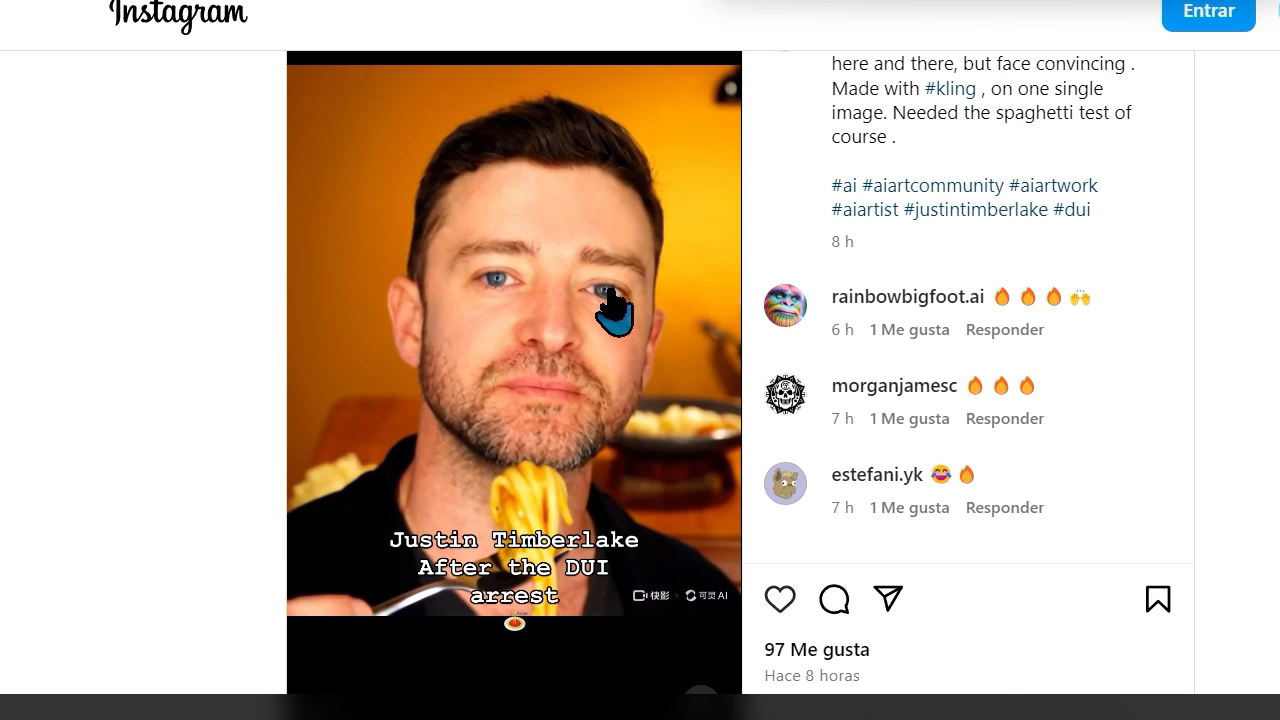 Instagram
Entrar
here and there, but face convincing .
Made with #kling , on one single
image. Needed the spaghetti test of
course .
#ai #aiartcommunity #aiartwork
#aiartist #justintimberlake #dui
8 h
rainbowbigfoot.ai 🔥 🔥 🔥 🙌
6 h 1 Me gusta Responder
morganjamesc 🔥 🔥 🔥
7 h 1 Me gusta Responder
estefani.yk 😂 🔥
7 h 1 Me gusta Responder
Justin Timberlake
After the DUI
arrest
快影 × 可灵 AI
97 Me gusta
Hace 8 horas